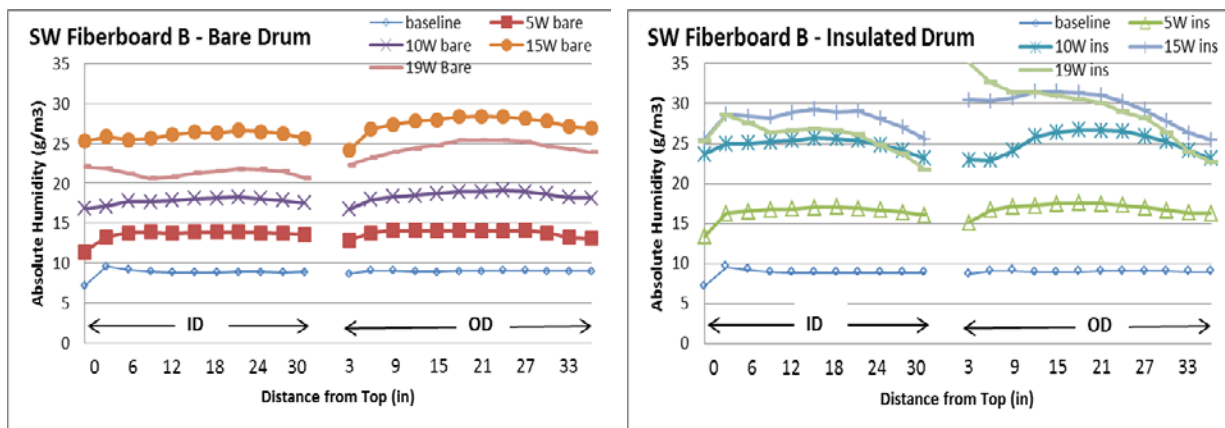 SW Fiberboard B - Bare Drum
baseline
5W bare
10W bare
15W bare
19W Bare
Absolute Humidity (g/m3)
35
30
25
20
15
10
5
0
ID
OD
0 6 12 18 24 30 3 9 15 21 27 33
Distance from Top (in)
SW Fiberboard B - Insulated Drum
baseline
5W ins
10W ins
15W ins
19W ins
Absolute Humidity (g/m3)
35
30
25
20
15
10
5
0
ID
OD
0 6 12 18 24 30 3 9 15 21 27 33
Distance from Top (in)